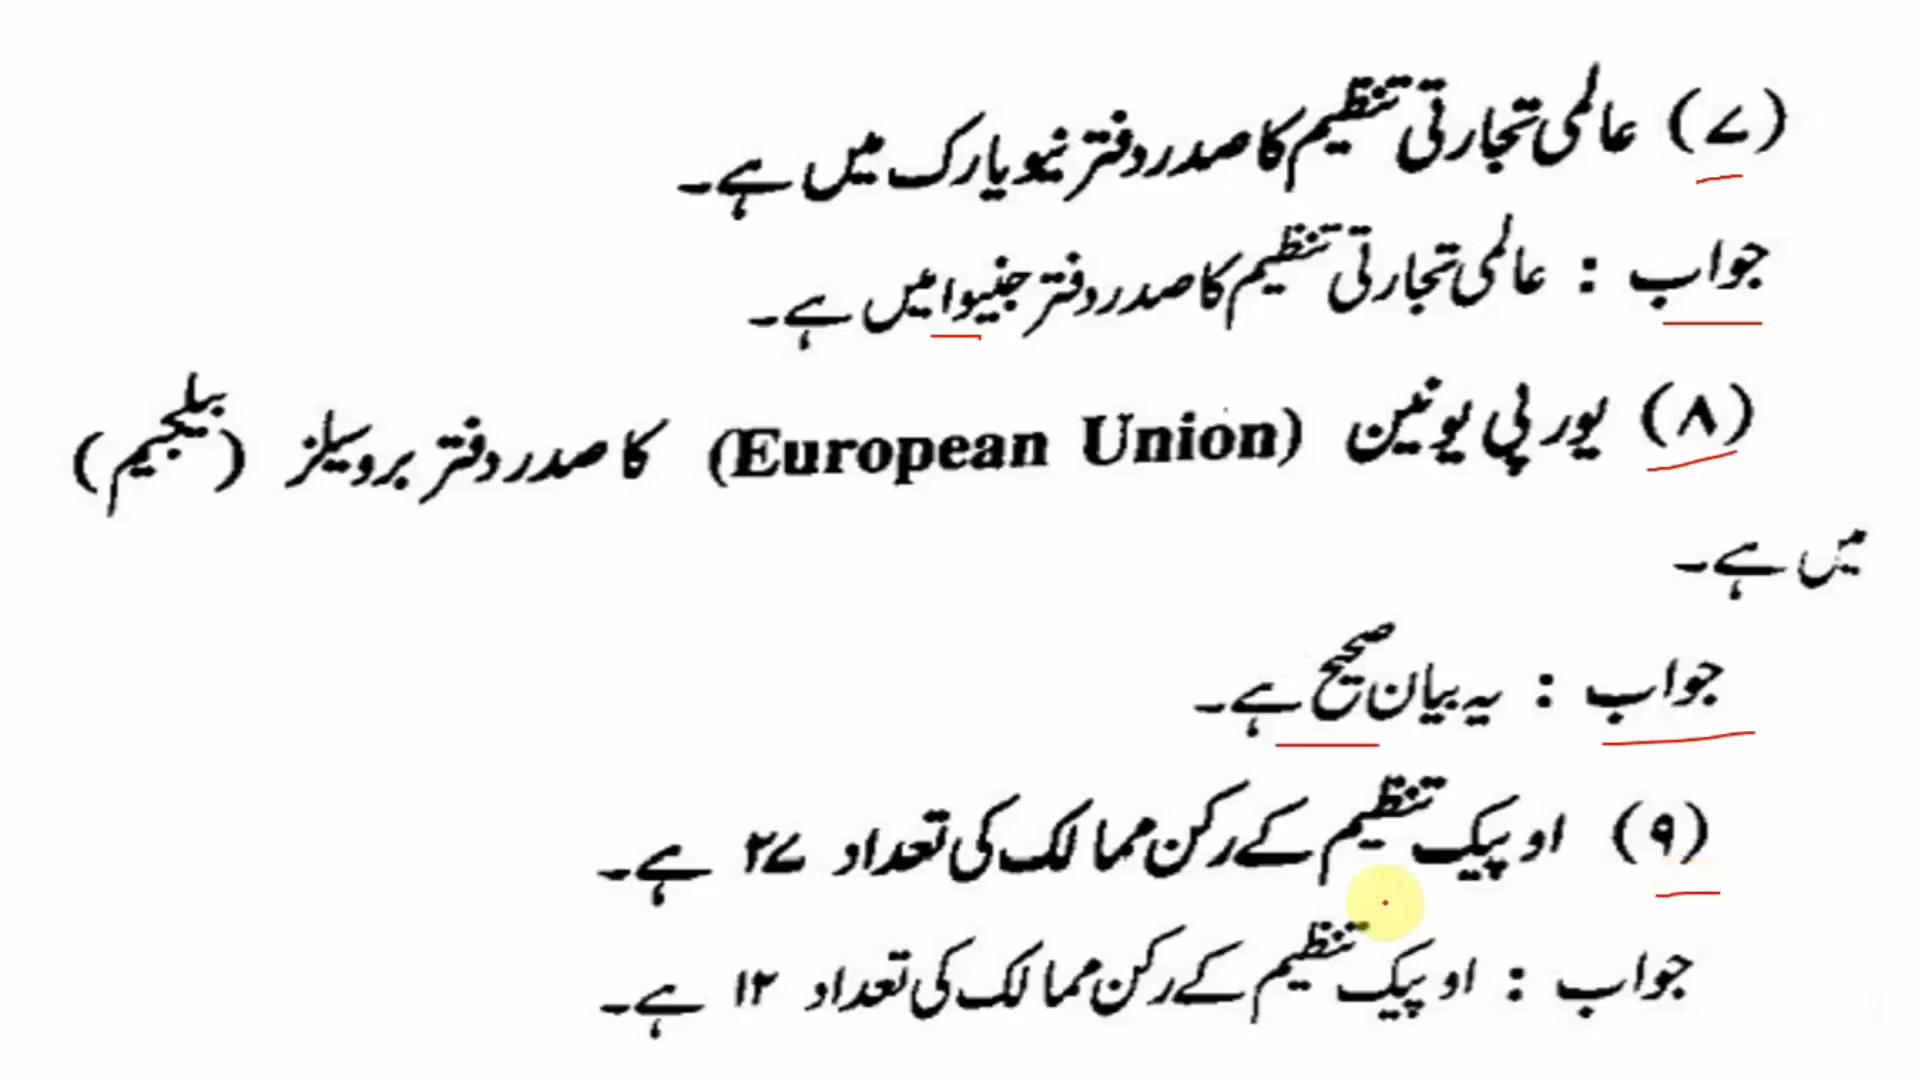 (۷) عالمی تجارتی تنظیم کا صدر دفتر نیویارک میں ہے۔
جواب : عالمی تجارتی تنظیم کا صدر دفتر جنیوا میں ہے۔
(۸) یورپی یونین (European Union) کا صدر دفتر بروسیلز (بیلجیم)
میں ہے۔
جواب : یہ بیان صحیح ہے۔
(۹) اوپیک تنظیم کے رکن ممالک کی تعداد ۲۷ ہے۔
جواب : اوپیک تنظیم کے رکن ممالک کی تعداد ۱۲ ہے۔